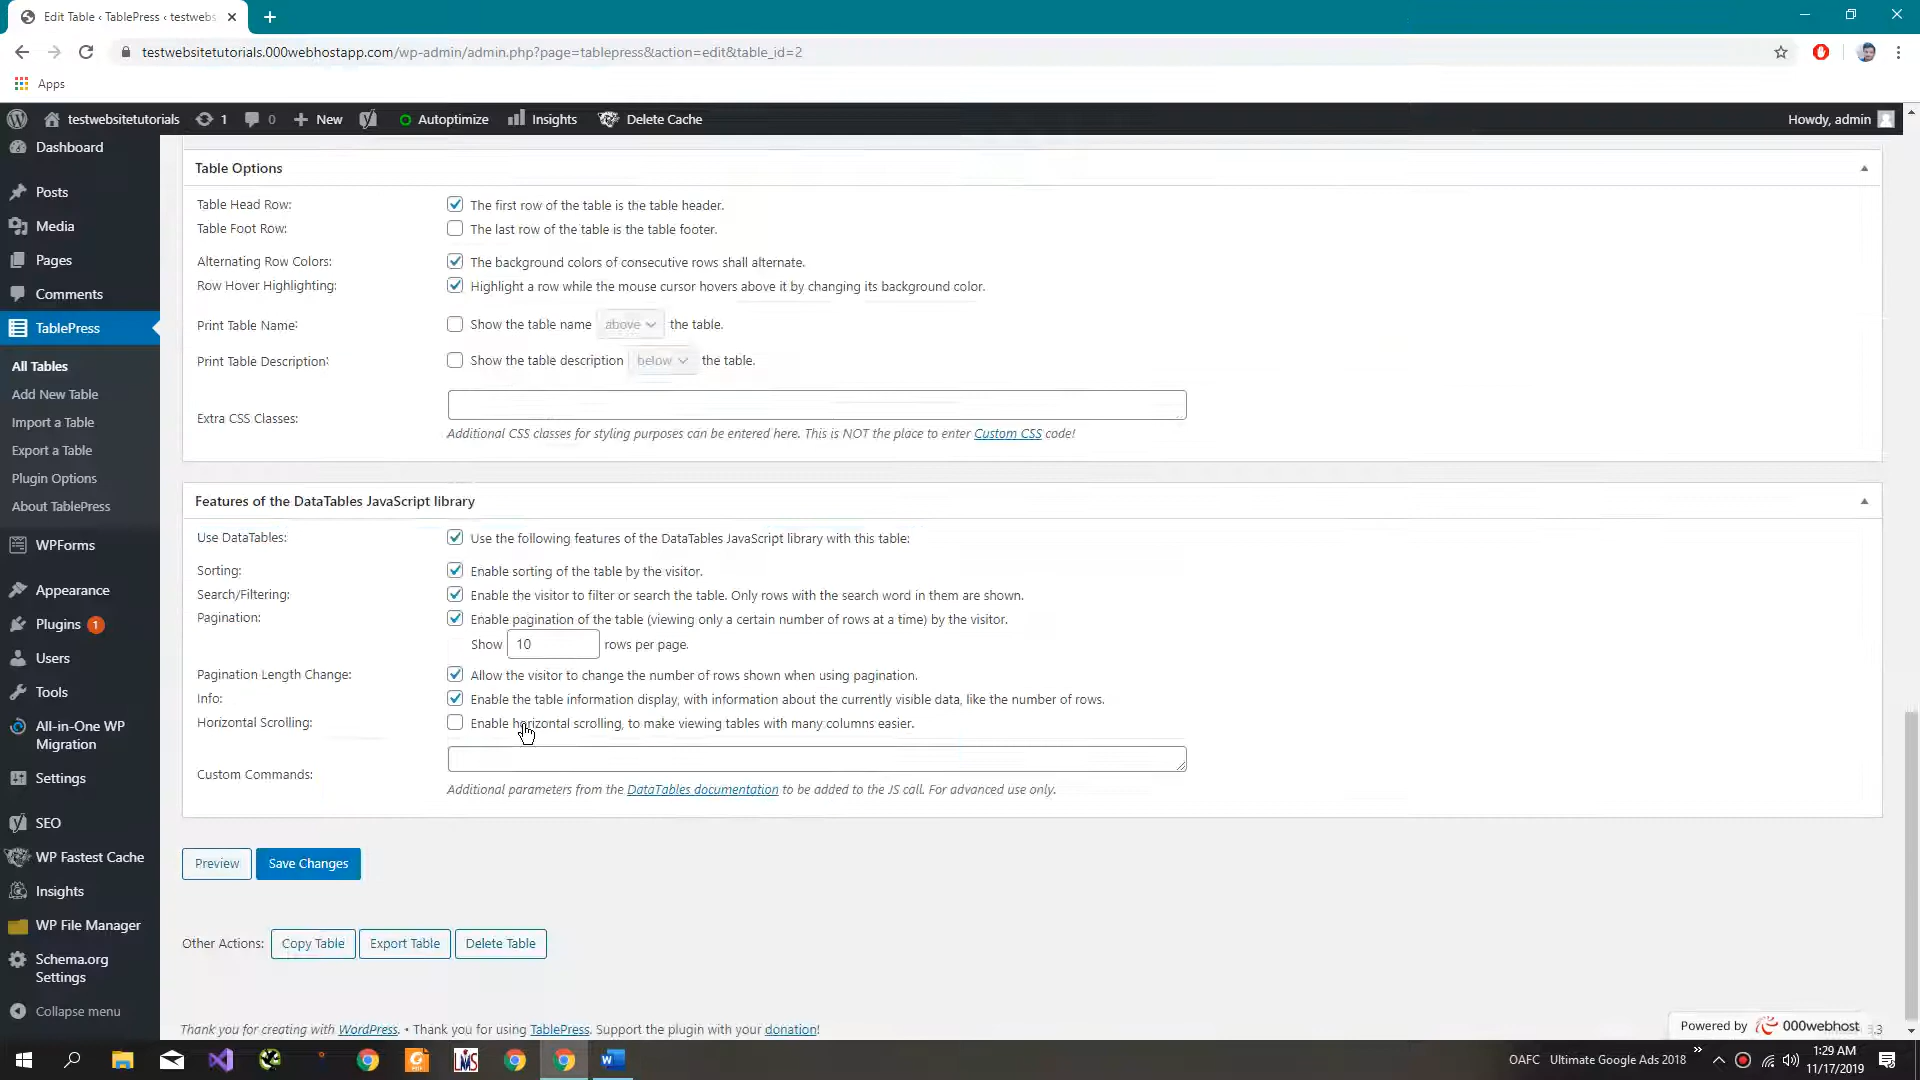 Edit Table ‹ TablePress ‹ testwebs
testwebsitetutorials.000webhostapp.com/wp-admin/admin.php?page=tablepress&action=edit&table_id=2
Apps
testwebsitetutorials 1 0 New Autoptimize Insights Delete Cache Howdy, admin
Dashboard
Posts
Media
Pages
Comments
TablePress
All Tables
Add New Table
Import a Table
Export a Table
Plugin Options
About TablePress
WPForms
Appearance
Plugins 1
Users
Tools
All-in-One WP
Migration
Settings
SEO
WP Fastest Cache
Insights
WP File Manager
Schema.org
Settings
Collapse menu
Table Options
Table Head Row: The first row of the table is the table header.
Table Foot Row: The last row of the table is the table footer.
Alternating Row Colors: The background colors of consecutive rows shall alternate.
Row Hover Highlighting: Highlight a row while the mouse cursor hovers above it by changing its background color.
Print Table Name: Show the table name above the table.
Print Table Description: Show the table description below the table.
Extra CSS Classes:
Additional CSS classes for styling purposes can be entered here. This is NOT the place to enter Custom CSS code!
Features of the DataTables JavaScript library
Use DataTables: Use the following features of the DataTables JavaScript library with this table:
Sorting: Enable sorting of the table by the visitor.
Search/Filtering: Enable the visitor to filter or search the table. Only rows with the search word in them are shown.
Pagination: Enable pagination of the table (viewing only a certain number of rows at a time) by the visitor.
Show 10 rows per page.
Pagination Length Change: Allow the visitor to change the number of rows shown when using pagination.
Info: Enable the table information display, with information about the currently visible data, like the number of rows.
Horizontal Scrolling: Enable horizontal scrolling, to make viewing tables with many columns easier.
Custom Commands:
Additional parameters from the DataTables documentation to be added to the JS call. For advanced use only.
Preview Save Changes
Other Actions: Copy Table Export Table Delete Table
Thank you for creating with WordPress. • Thank you for using TablePress. Support the plugin with your donation!
Powered by 000webhost 3.3
OAFC Ultimate Google Ads 2018 1:29 AM
11/17/2019